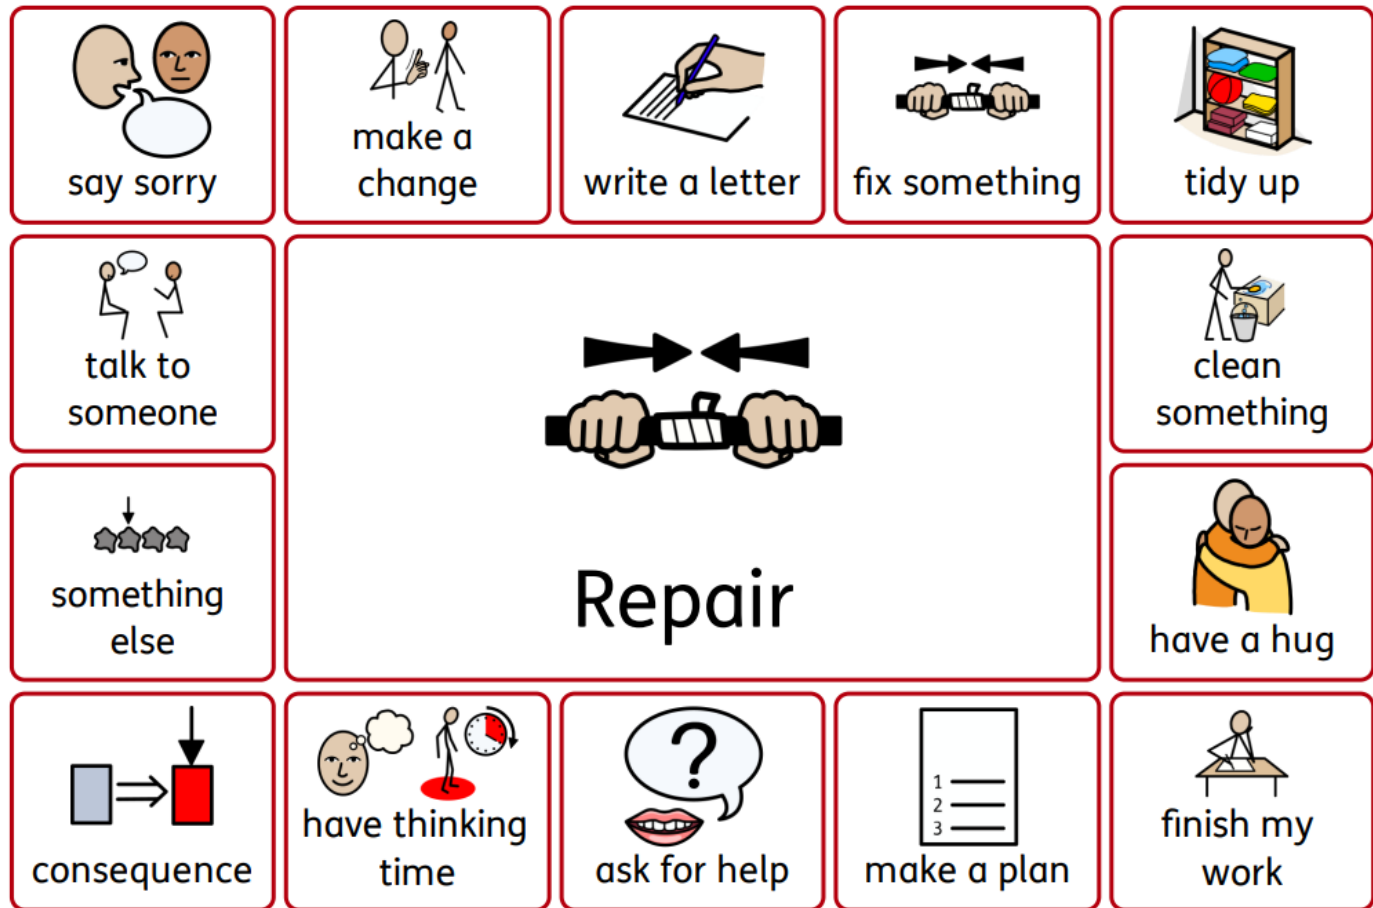 say sorry
make a
change
write a letter
fix something
tidy up
talk to
someone
Repair
clean
something
something
else
have a hug
consequence
have thinking
time
?
ask for help
1
2
3
make a plan
finish my
work